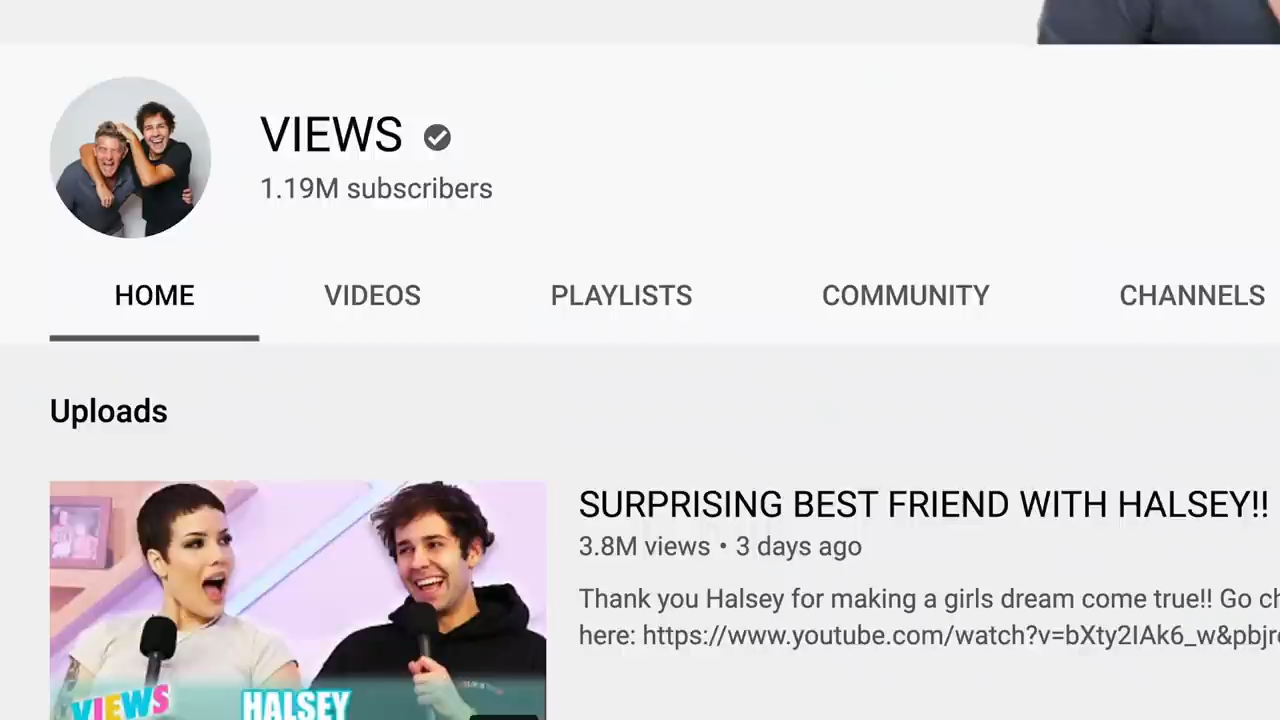 VIEWS
1.19M subscribers
HOME VIDEOS PLAYLISTS COMMUNITY CHANNELS
Uploads
SURPRISING BEST FRIEND WITH HALSEY!!
3.8M views • 3 days ago
Thank you Halsey for making a girls dream come true!! Go
here: https://www.youtube.com/watch?v=bXty2IAk6_w&pbjr
VIEWS HALSEY